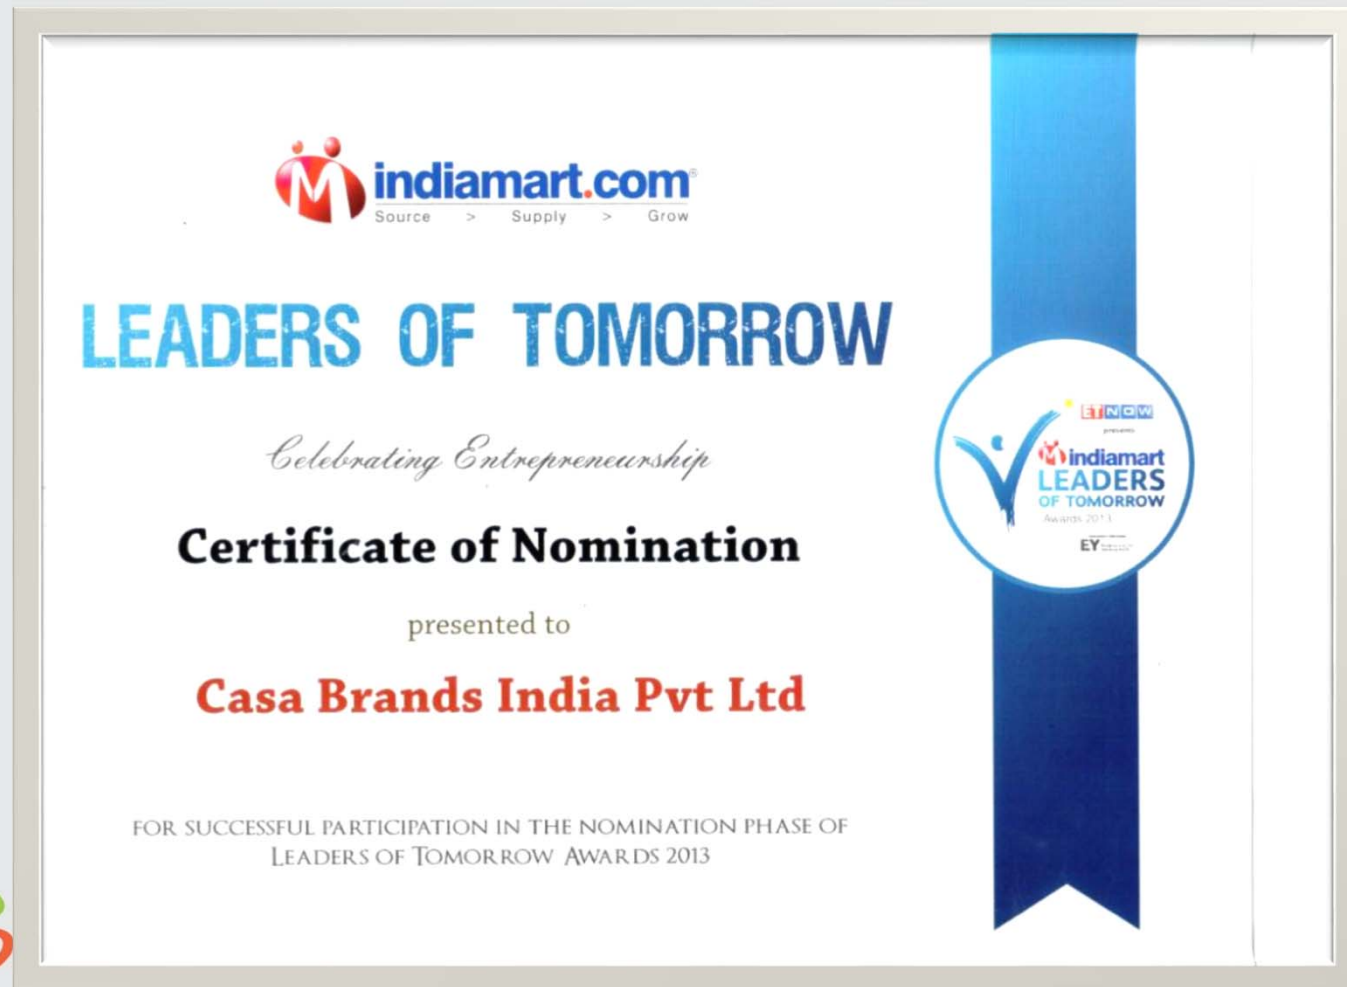 indiamart.com®
Source > Supply > Grow
LEADERS OF TOMORROW
Celebrating Entrepreneurship
Certificate of Nomination
presented to
Casa Brands India Pvt Ltd
FOR SUCCESSFUL PARTICIPATION IN THE NOMINATION PHASE OF
LEADERS OF TOMORROW AWARDS 2013
ET NOW
presents
indiamart
LEADERS
OF TOMORROW
Awards 2013
EY